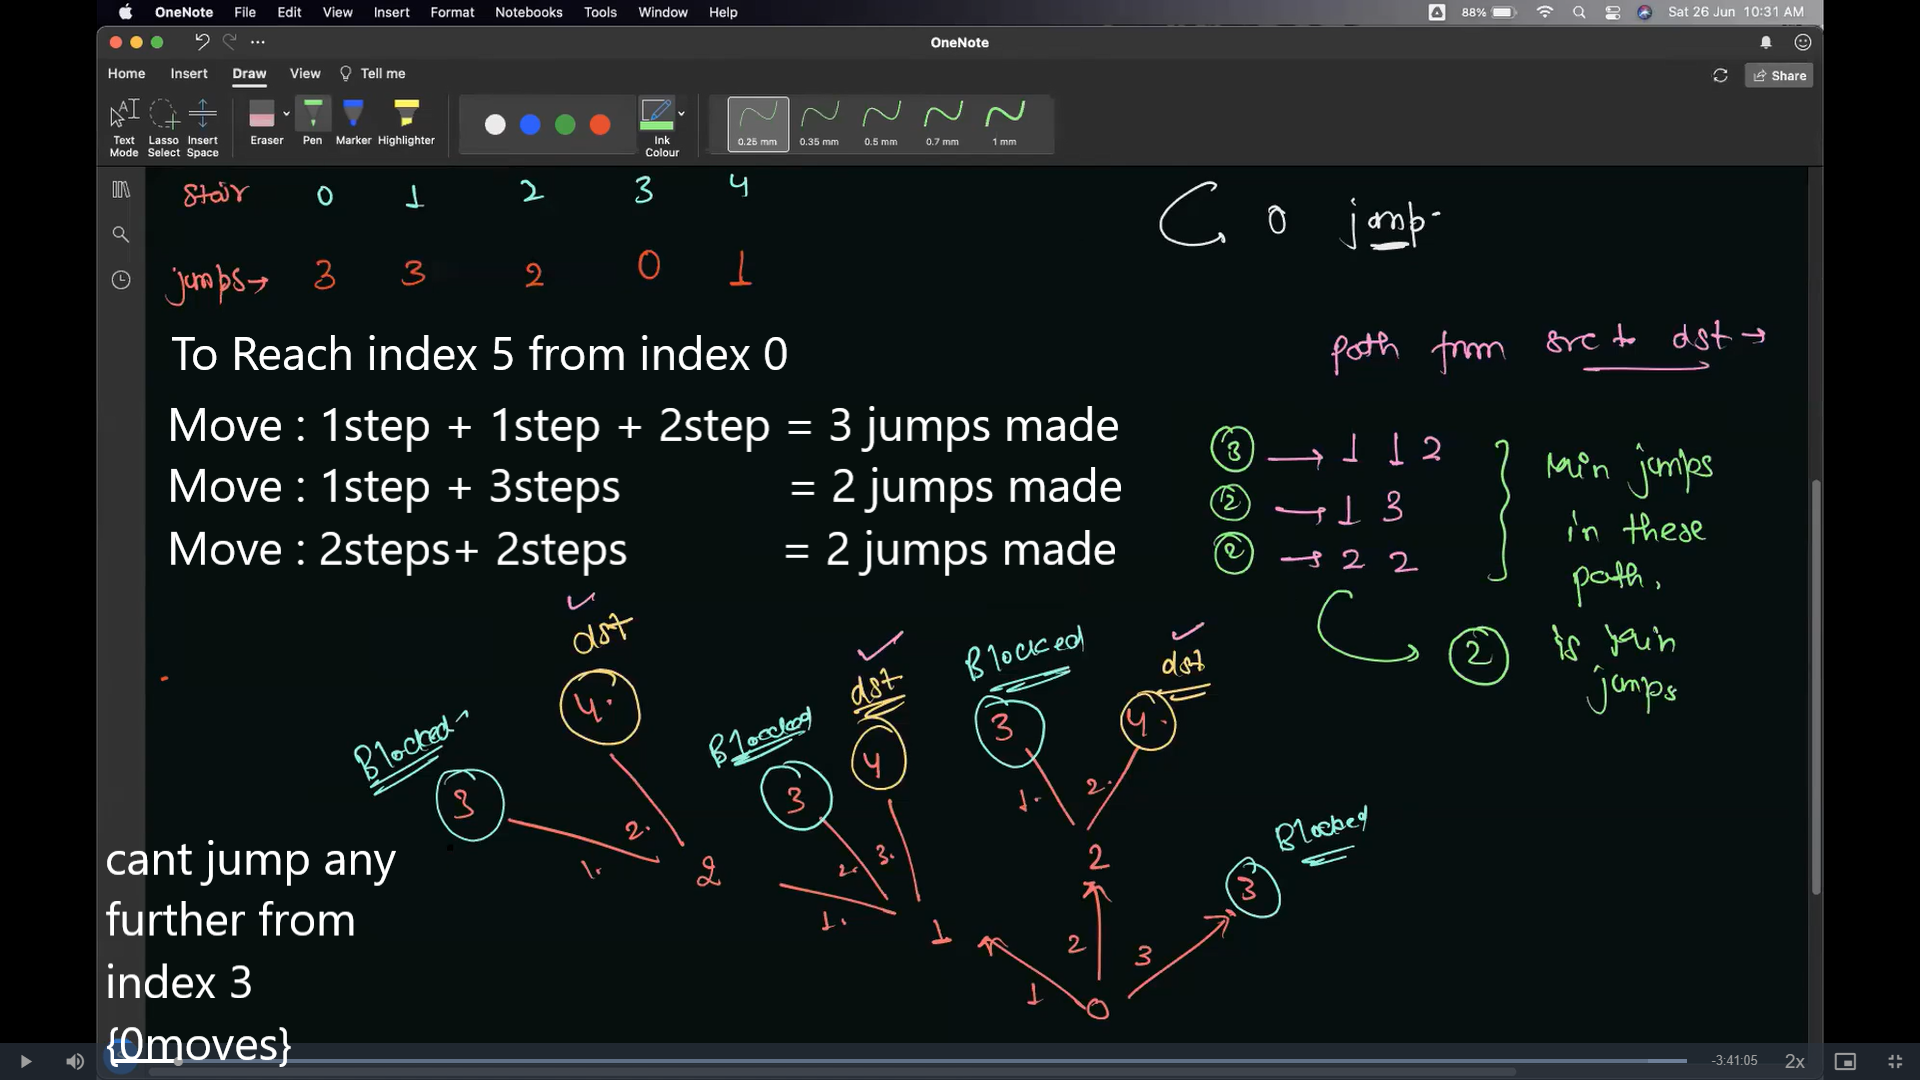 OneNote File Edit View Insert Format Notebooks Tools Window Help 88% Sat 26 Jun 10:31 AM
OneNote
Home Insert Draw View Tell me Share
Text Mode Lasso Select Insert Space Eraser Pen Marker Highlighter Ink Colour 0.25 mm 0.35 mm 0.5 mm 0.7 mm 1 mm
Stair 0 1 2 3 4
0 jump
jumps→ 3 3 2 0 1
To Reach index 5 from index 0
path from src to dst →
Move : 1step + 1step + 2step = 3 jumps made
3 → 1 1 2
Move : 1step + 3steps = 2 jumps made
2 → 1 3
Move : 2steps+ 2steps = 2 jumps made
2 → 2 2
min jumps
in these
path.
2 is min
jumps
dst
dst
Blocked
dst
4
Blocked
Blocked
4
3
4
3
3
1. 2.
Blocked
3
2. 1. 2
2. 3.
1. 1
2
2 3
1
0
cant jump any
further from
index 3
{0moves}
-3:41:05 2x